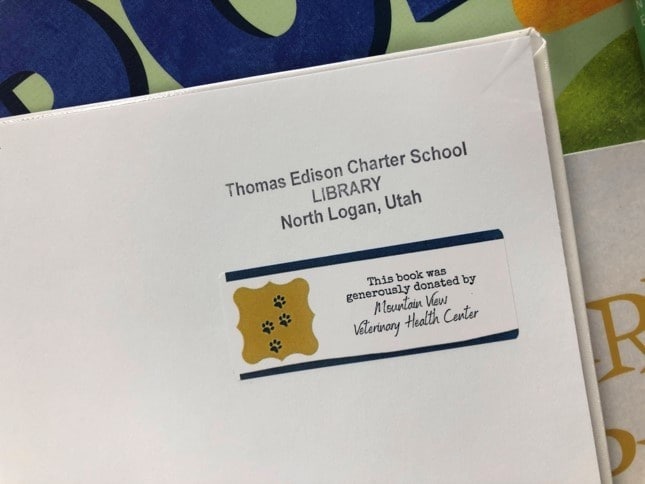 Thomas Edison Charter School
LIBRARY
North Logan, Utah
This book was
generously donated by
Mountain View
Veterinary Health Center